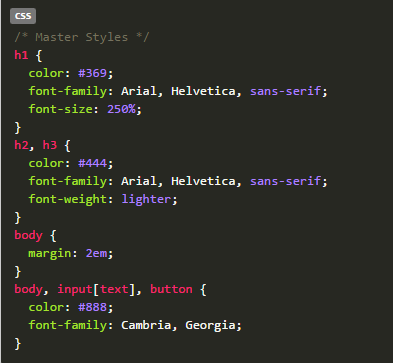 css
/* Master Styles */
h1 {
  color: #369;
  font-family: Arial, Helvetica, sans-serif;
  font-size: 250%;
}
h2, h3 {
  color: #444;
  font-family: Arial, Helvetica, sans-serif;
  font-weight: lighter;
}
body {
  margin: 2em;
}
body, input[text], button {
  color: #888;
  font-family: Cambria, Georgia;
}